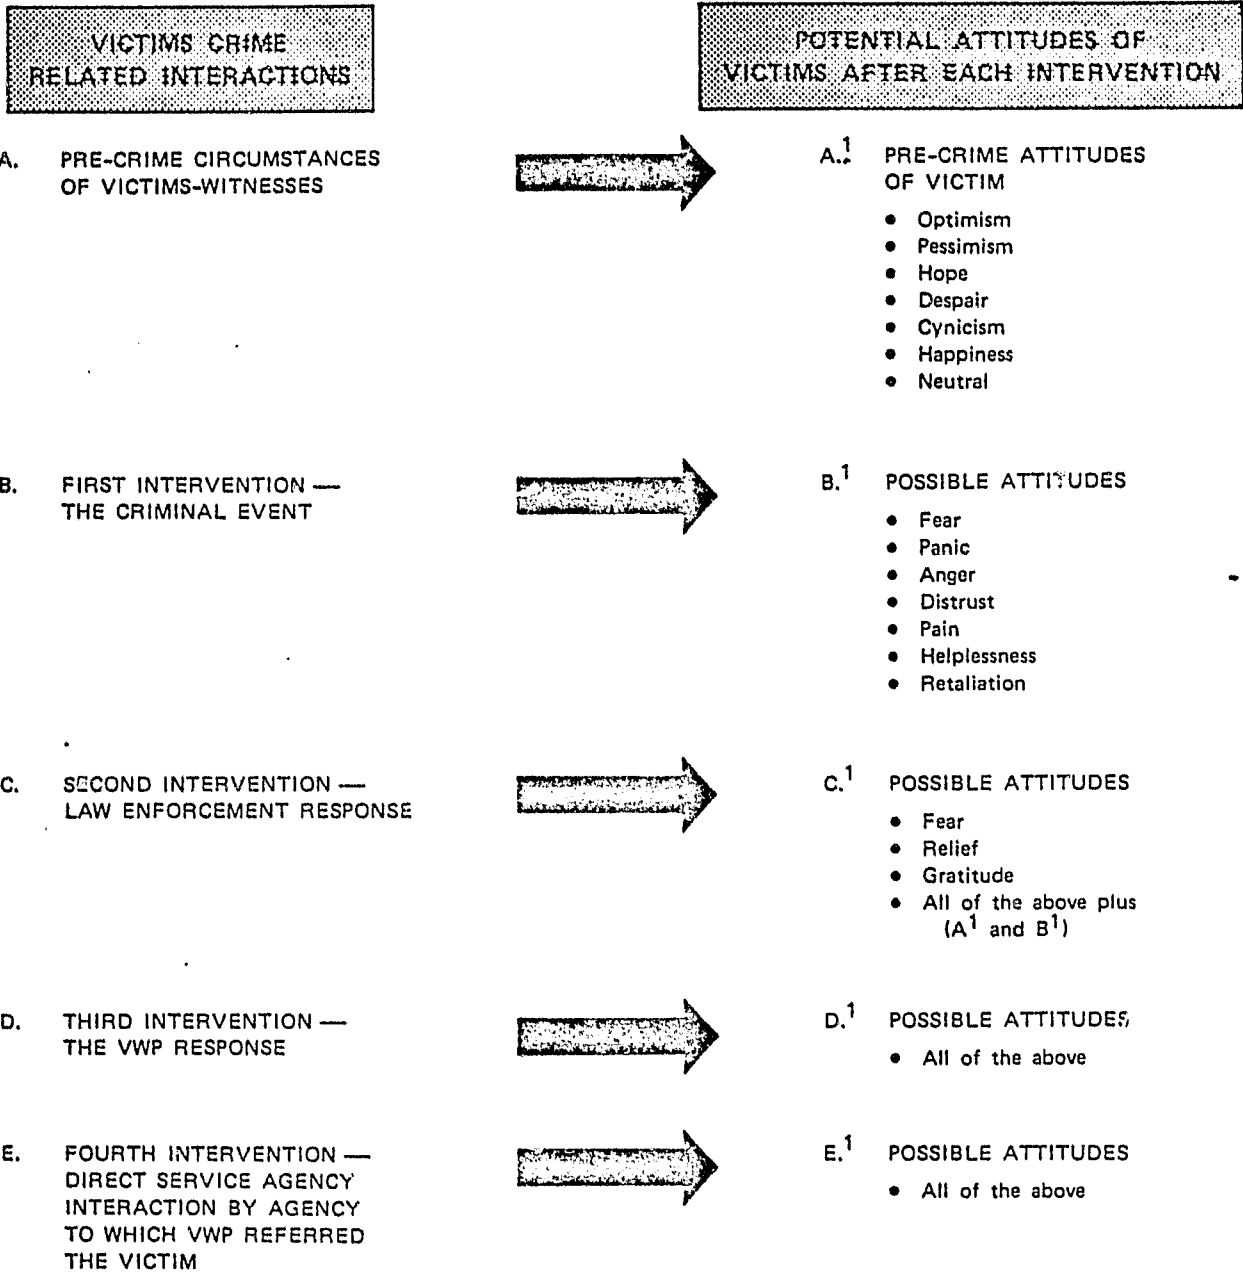 VICTIMS CRIME
RELATED INTERACTIONS
POTENTIAL ATTITUDES OF
VICTIMS AFTER EACH INTERVENTION
A. PRE-CRIME CIRCUMSTANCES
OF VICTIMS-WITNESSES
A.¹ PRE-CRIME ATTITUDES
OF VICTIM
• Optimism
• Pessimism
• Hope
• Despair
• Cynicism
• Happiness
• Neutral
B. FIRST INTERVENTION —
THE CRIMINAL EVENT
B.¹ POSSIBLE ATTITUDES
• Fear
• Panic
• Anger
• Distrust
• Pain
• Helplessness
• Retaliation
C. SECOND INTERVENTION —
LAW ENFORCEMENT RESPONSE
C.¹ POSSIBLE ATTITUDES
• Fear
• Relief
• Gratitude
• All of the above plus
(A¹ and B¹)
D. THIRD INTERVENTION —
THE VWP RESPONSE
D.¹ POSSIBLE ATTITUDES
• All of the above
E. FOURTH INTERVENTION —
DIRECT SERVICE AGENCY
INTERACTION BY AGENCY
TO WHICH VWP REFERRED
THE VICTIM
E.¹ POSSIBLE ATTITUDES
• All of the above